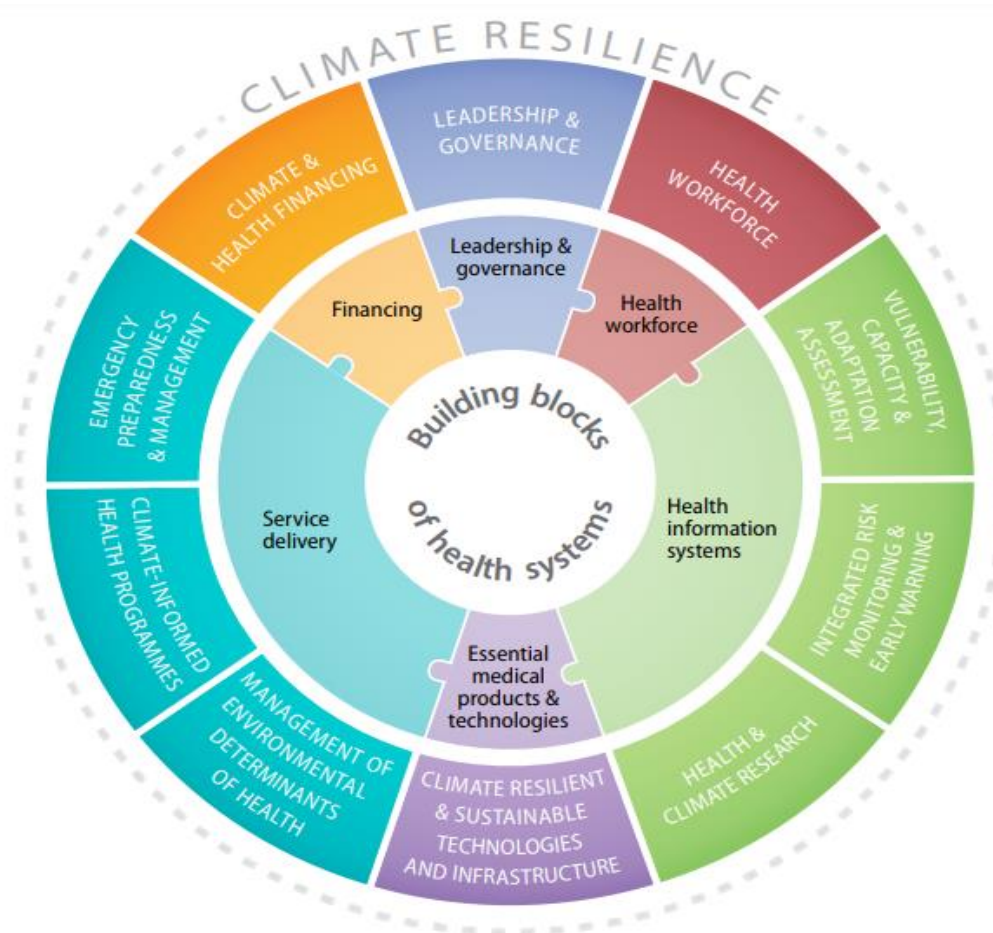 CLIMATE RESILIENCE
LEADERSHIP &
GOVERNANCE
HEALTH
WORKFORCE
VULNERABILITY,
CAPACITY &
ADAPTATION
ASSESSMENT
INTEGRATED RISK
MONITORING &
EARLY WARNING
HEALTH &
CLIMATE RESEARCH
CLIMATE RESILIENT
& SUSTAINABLE
TECHNOLOGIES
AND INFRASTRUCTURE
MANAGEMENT OF
ENVIRONMENTAL
DETERMINANTS
OF HEALTH
CLIMATE-INFORMED
HEALTH PROGRAMMES
EMERGENCY
PREPAREDNESS
& MANAGEMENT
CLIMATE &
HEALTH FINANCING
Leadership &
governance
Health
workforce
Health
information
systems
Essential
medical
products &
technologies
Service
delivery
Financing
Building blocks
of health systems